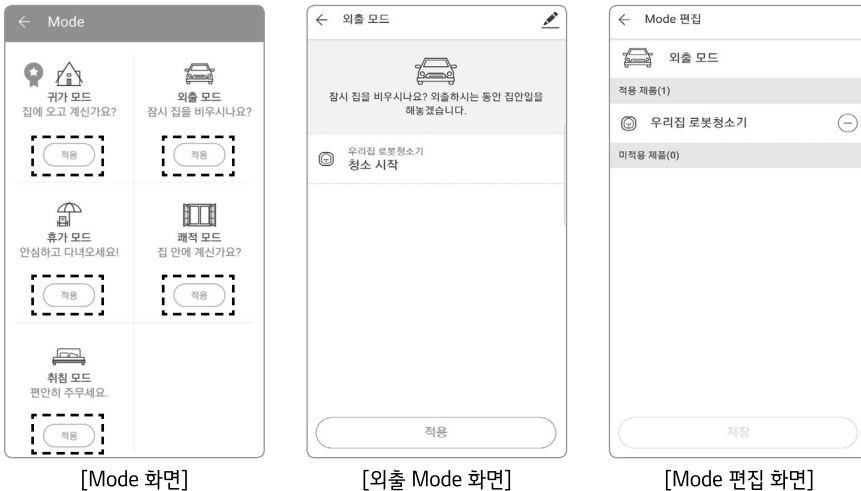 Mode
귀가 모드
집에 오고 계신가요?
적용
외출 모드
잠시 집을 비우시나요?
적용
휴가 모드
안심하고 다녀오세요!
적용
쾌적 모드
집 안에 계신가요?
적용
취침 모드
편안히 주무세요.
적용
[Mode 화면]
외출 모드
잠시 집을 비우시나요? 외출하시는 동안 집안일을
해놓겠습니다.
우리집 로봇청소기
청소 시작
적용
[외출 Mode 화면]
Mode 편집
외출 모드
적용 제품(1)
우리집 로봇청소기
미적용 제품(0)
저장
[Mode 편집 화면]